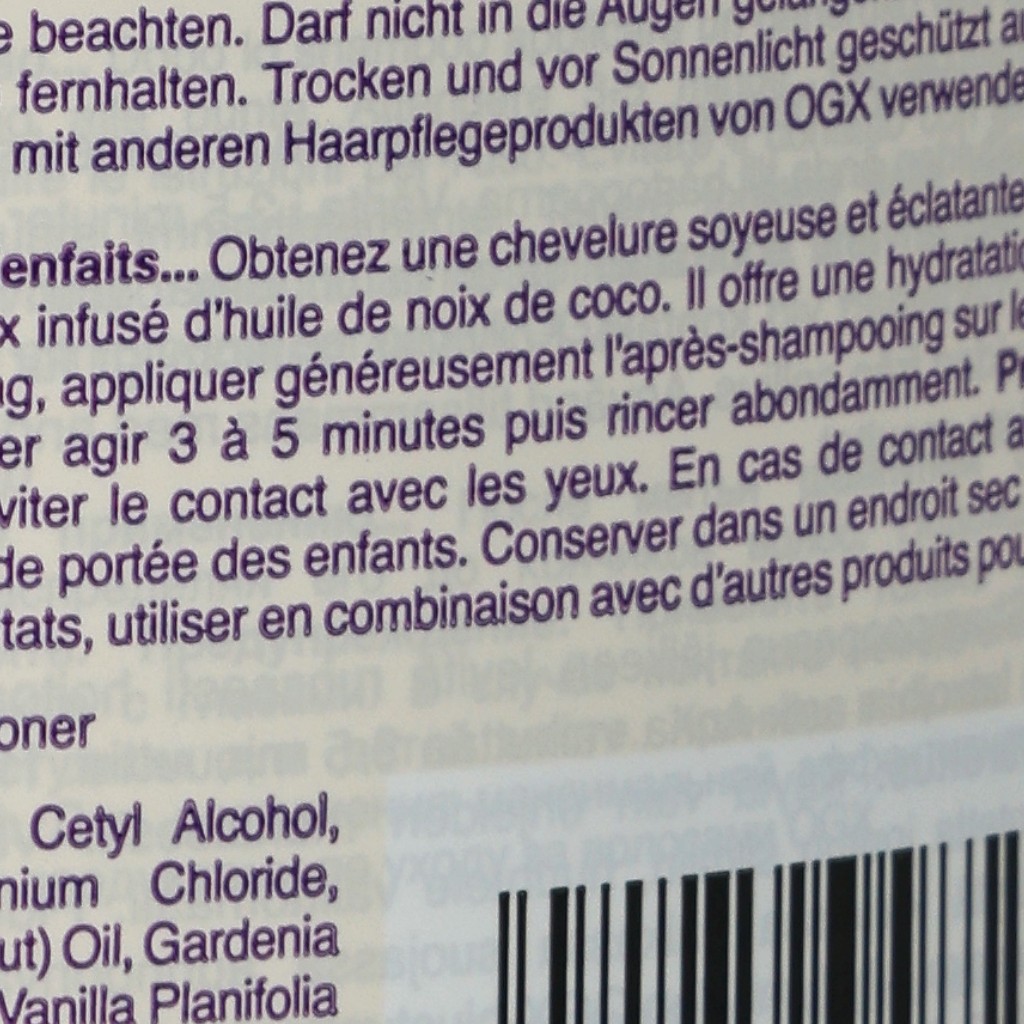 e beachten. Darf nicht in die Augen
fernhalten. Trocken und vor Sonnenlicht geschützt
mit anderen Haarpflegeprodukten von OGX verwende
enfaits... Obtenez une chevelure soyeuse et éclatante
x infusé d'huile de noix de coco. Il offre une hydratatio
ng, appliquer généreusement l'après-shampooing sur le
er agir 3 à 5 minutes puis rincer abondamment. Pr
viter le contact avec les yeux. En cas de contact a
de portée des enfants. Conserver dans un endroit sec
tats, utiliser en combinaison avec d'autres produits pou
oner
Cetyl Alcohol,
nium Chloride,
ut) Oil, Gardenia
Vanilla Planifolia